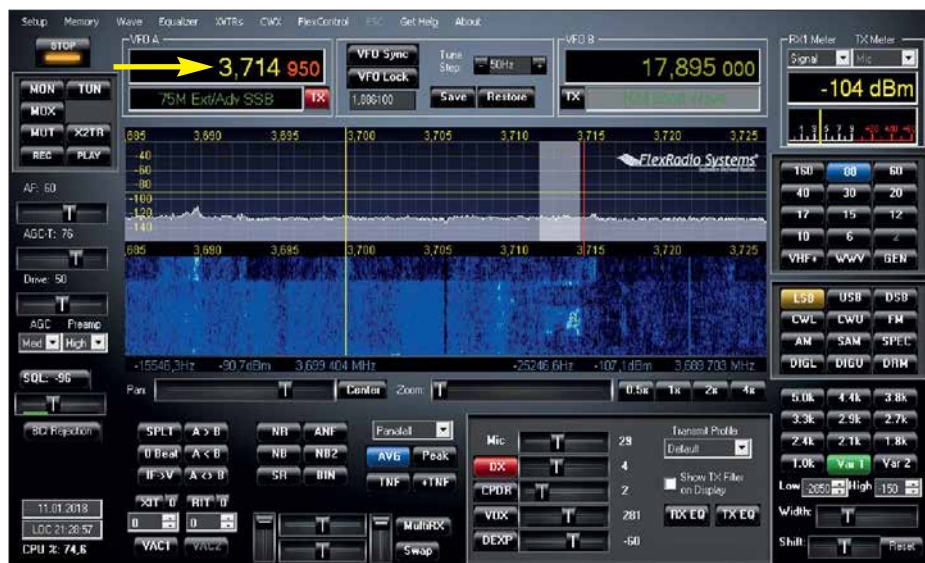 Setup Memory Wave Equalizer XVTRs CWX FlexControl ESC Get Help About
STOP
MON TUN
MOX
MUT X2TR
REC PLAY
AF: 60
AGC-T: 76
Drive: 50
AGC Preamp
Med High
SQL: -96
BCI Rejection
11.01.2018
LOC 21:28:57
CPU %: 74,6
VFO A
3,714 950
75M Ext/Adv SSB TX
VFO Sync
VFO Lock
1,886100
Tune
Step:
50Hz
Save Restore
VFO B
17,895 000
TX
RX1 Meter TX Meter
Signal Mic
-104 dBm
1 3 5 7 9 +20 +40 +60
685 3,690 3,695 3,700 3,705 3,710 3,715 3,720 3,725
-40
-60
-80
-100
-120
-140
FlexRadio Systems®
685 3,690 3,695 3,700 3,705 3,710 3,715 3,720 3,725
-15546,3Hz -90,7dBm 3,699 404 MHz -25246,6Hz -107,1dBm 3,689 703 MHz
Pan: Center Zoom: 0.5x 1x 2x 4x
SPLT A > B
0 Beat A < B
IF->V A <> B
XIT 0 RIT 0
0 0
VAC1 VAC2
NR ANF
NB NB2
SR BIN
Panafall
AVG Peak
TNF +TNF
MultiRX
Swap
Mic 29
DX 4
CPDR 2
VOX 281
DEXP -60
Transmit Profile
Default
Show TX Filter
on Display
RX EQ TX EQ
160 80 60
40 30 20
17 15 12
10 6 2
VHF+ WWV GEN
LSB USB DSB
CWL CWU FM
AM SAM SPEC
DIGL DIGU DRM
5.0k 4.4k 3.8k
3.3k 2.9k 2.7k
2.4k 2.1k 1.8k
1.0k Var 1 Var 2
Low -2850 High -150
Width:
Shift: Reset